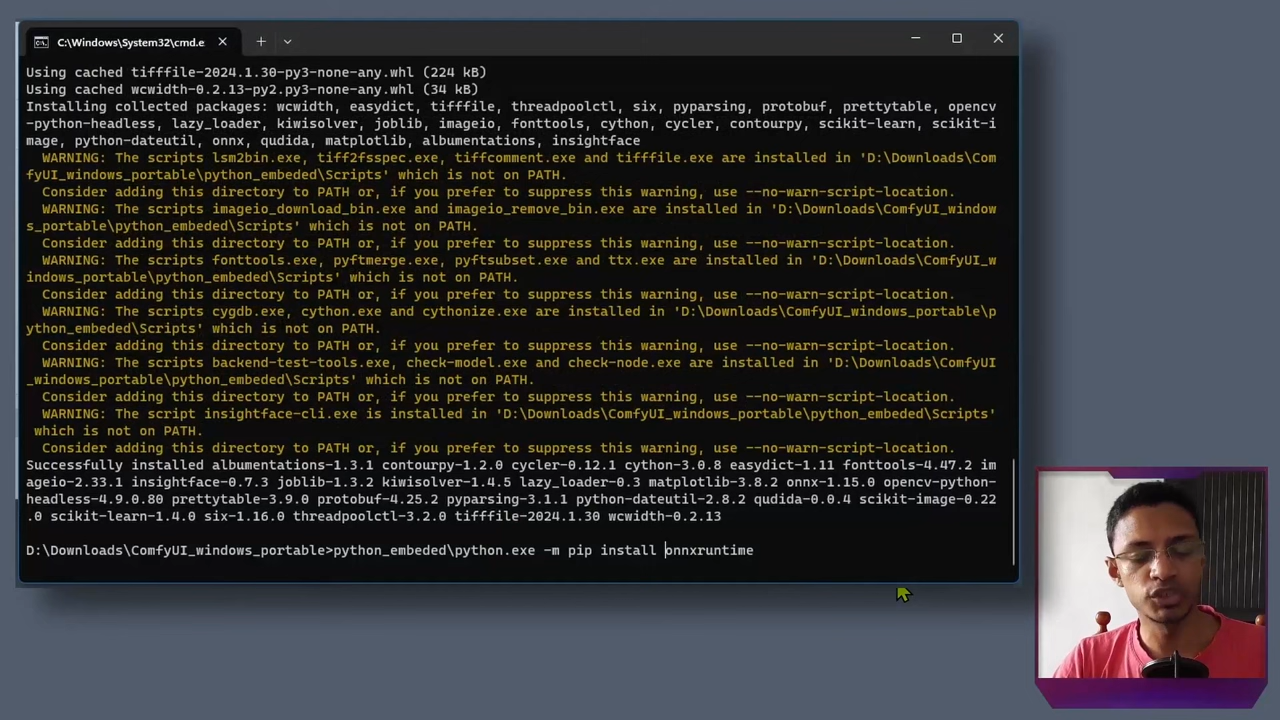 C:\Windows\System32\cmd.e
Using cached tifffile-2024.1.30-py3-none-any.whl (224 kB)
Using cached wcwidth-0.2.13-py2.py3-none-any.whl (34 kB)
Installing collected packages: wcwidth, easydict, tifffile, threadpoolctl, six, pyparsing, protobuf, prettytable, opencv
-python-headless, lazy_loader, kiwisolver, joblib, imageio, fonttools, cython, cycler, contourpy, scikit-learn, scikit-i
mage, python-dateutil, onnx, qudida, matplotlib, albumentations, insightface
WARNING: The scripts lsm2bin.exe, tiff2fsspec.exe, tiffcomment.exe and tifffile.exe are installed in 'D:\Downloads\Com
fyUI_windows_portable\python_embeded\Scripts' which is not on PATH.
Consider adding this directory to PATH or, if you prefer to suppress this warning, use --no-warn-script-location.
WARNING: The scripts imageio_download_bin.exe and imageio_remove_bin.exe are installed in 'D:\Downloads\ComfyUI_window
s_portable\python_embeded\Scripts' which is not on PATH.
Consider adding this directory to PATH or, if you prefer to suppress this warning, use --no-warn-script-location.
WARNING: The scripts fonttools.exe, pyftmerge.exe, pyftsubset.exe and ttx.exe are installed in 'D:\Downloads\ComfyUI_w
indows_portable\python_embeded\Scripts' which is not on PATH.
Consider adding this directory to PATH or, if you prefer to suppress this warning, use --no-warn-script-location.
WARNING: The scripts cygdb.exe, cython.exe and cythonize.exe are installed in 'D:\Downloads\ComfyUI_windows_portable\p
ython_embeded\Scripts' which is not on PATH.
Consider adding this directory to PATH or, if you prefer to suppress this warning, use --no-warn-script-location.
WARNING: The scripts backend-test-tools.exe, check-model.exe and check-node.exe are installed in 'D:\Downloads\ComfyUI
_windows_portable\python_embeded\Scripts' which is not on PATH.
Consider adding this directory to PATH or, if you prefer to suppress this warning, use --no-warn-script-location.
WARNING: The script insightface-cli.exe is installed in 'D:\Downloads\ComfyUI_windows_portable\python_embeded\Scripts'
which is not on PATH.
Consider adding this directory to PATH or, if you prefer to suppress this warning, use --no-warn-script-location.
Successfully installed albumentations-1.3.1 contourpy-1.2.0 cycler-0.12.1 cython-3.0.8 easydict-1.11 fonttools-4.47.2 im
ageio-2.33.1 insightface-0.7.3 joblib-1.3.2 kiwisolver-1.4.5 lazy_loader-0.3 matplotlib-3.8.2 onnx-1.15.0 opencv-python-
headless-4.9.0.80 prettytable-3.9.0 protobuf-4.25.2 pyparsing-3.1.1 python-dateutil-2.8.2 qudida-0.0.4 scikit-image-0.22
.0 scikit-learn-1.4.0 six-1.16.0 threadpoolctl-3.2.0 tifffile-2024.1.30 wcwidth-0.2.13
D:\Downloads\ComfyUI_windows_portable>python_embeded\python.exe -m pip install onnxruntime